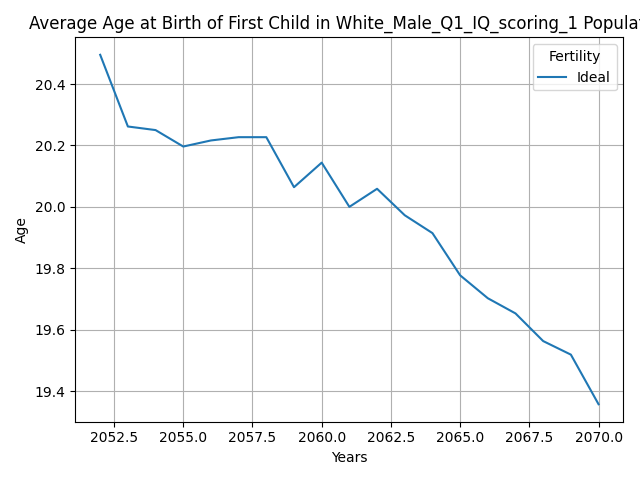 Average Age at Birth of First Child in White_Male_Q1_IQ_scoring_1
Fertility
Ideal
20.4
20.2
20.0
19.8
19.6
19.4
Age
2052.5 2055.0 2057.5 2060.0 2062.5 2065.0 2067.5 2070.0
Years